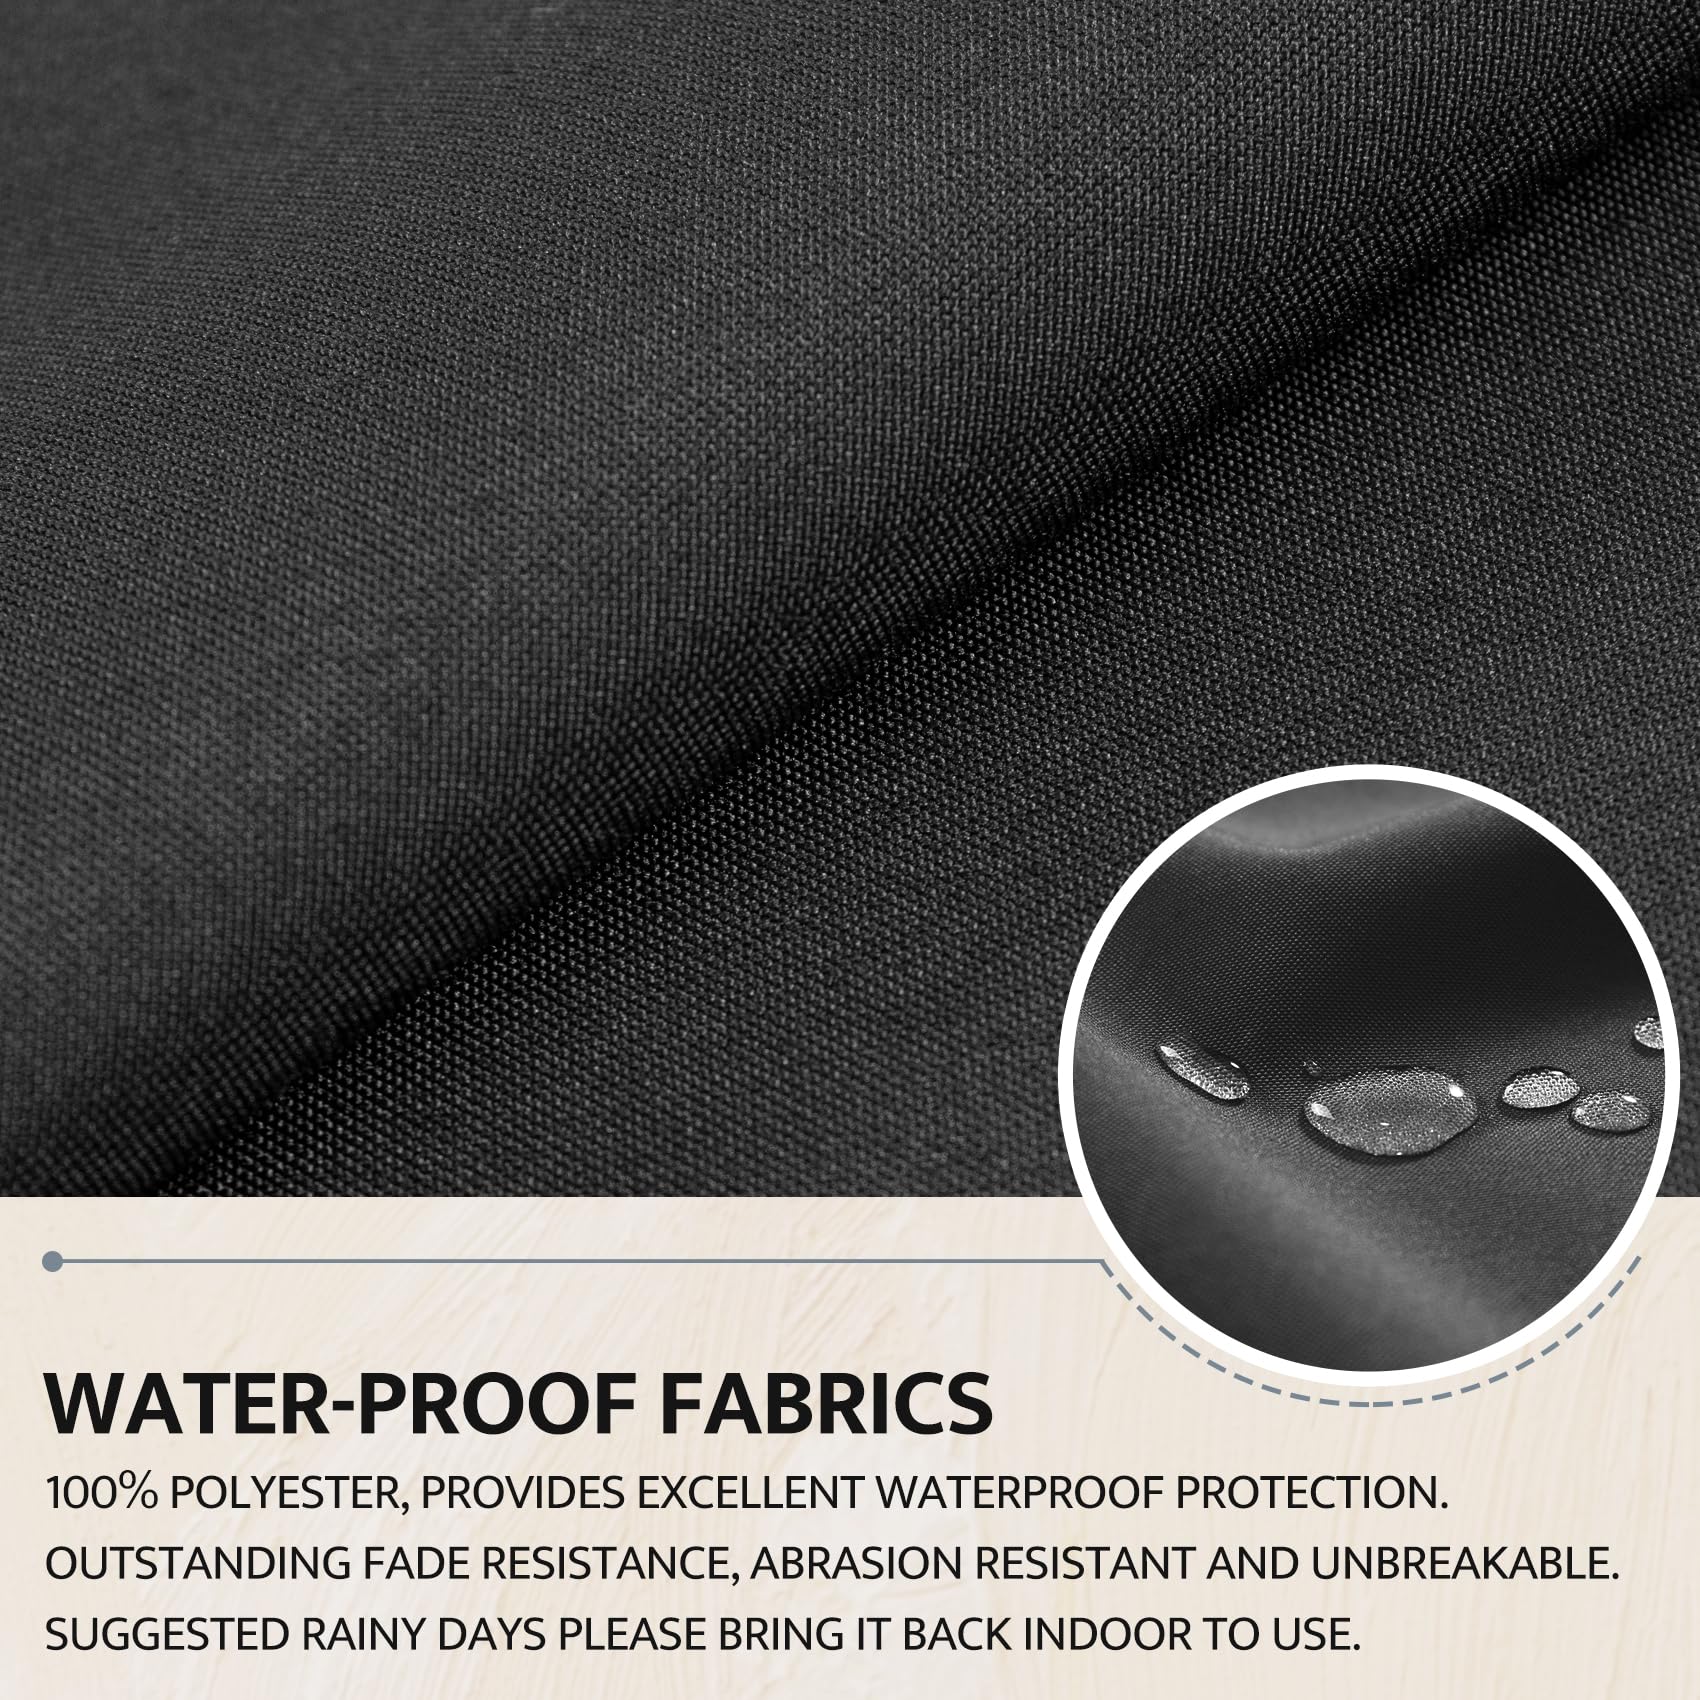 WATER-PROOF FABRICS
100% POLYESTER, PROVIDES EXCELLENT WATERPROOF PROTECTION.
OUTSTANDING FADE RESISTANCE, ABRASION RESISTANT AND UNBREAKABLE.
SUGGESTED RAINY DAYS PLEASE BRING IT BACK INDOOR TO USE.